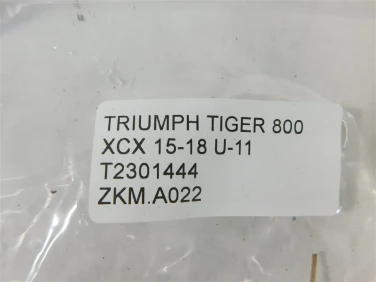 TRIUMPH TIGER 800
XCX 15-18 U-11
T2301444
ZKM.A022